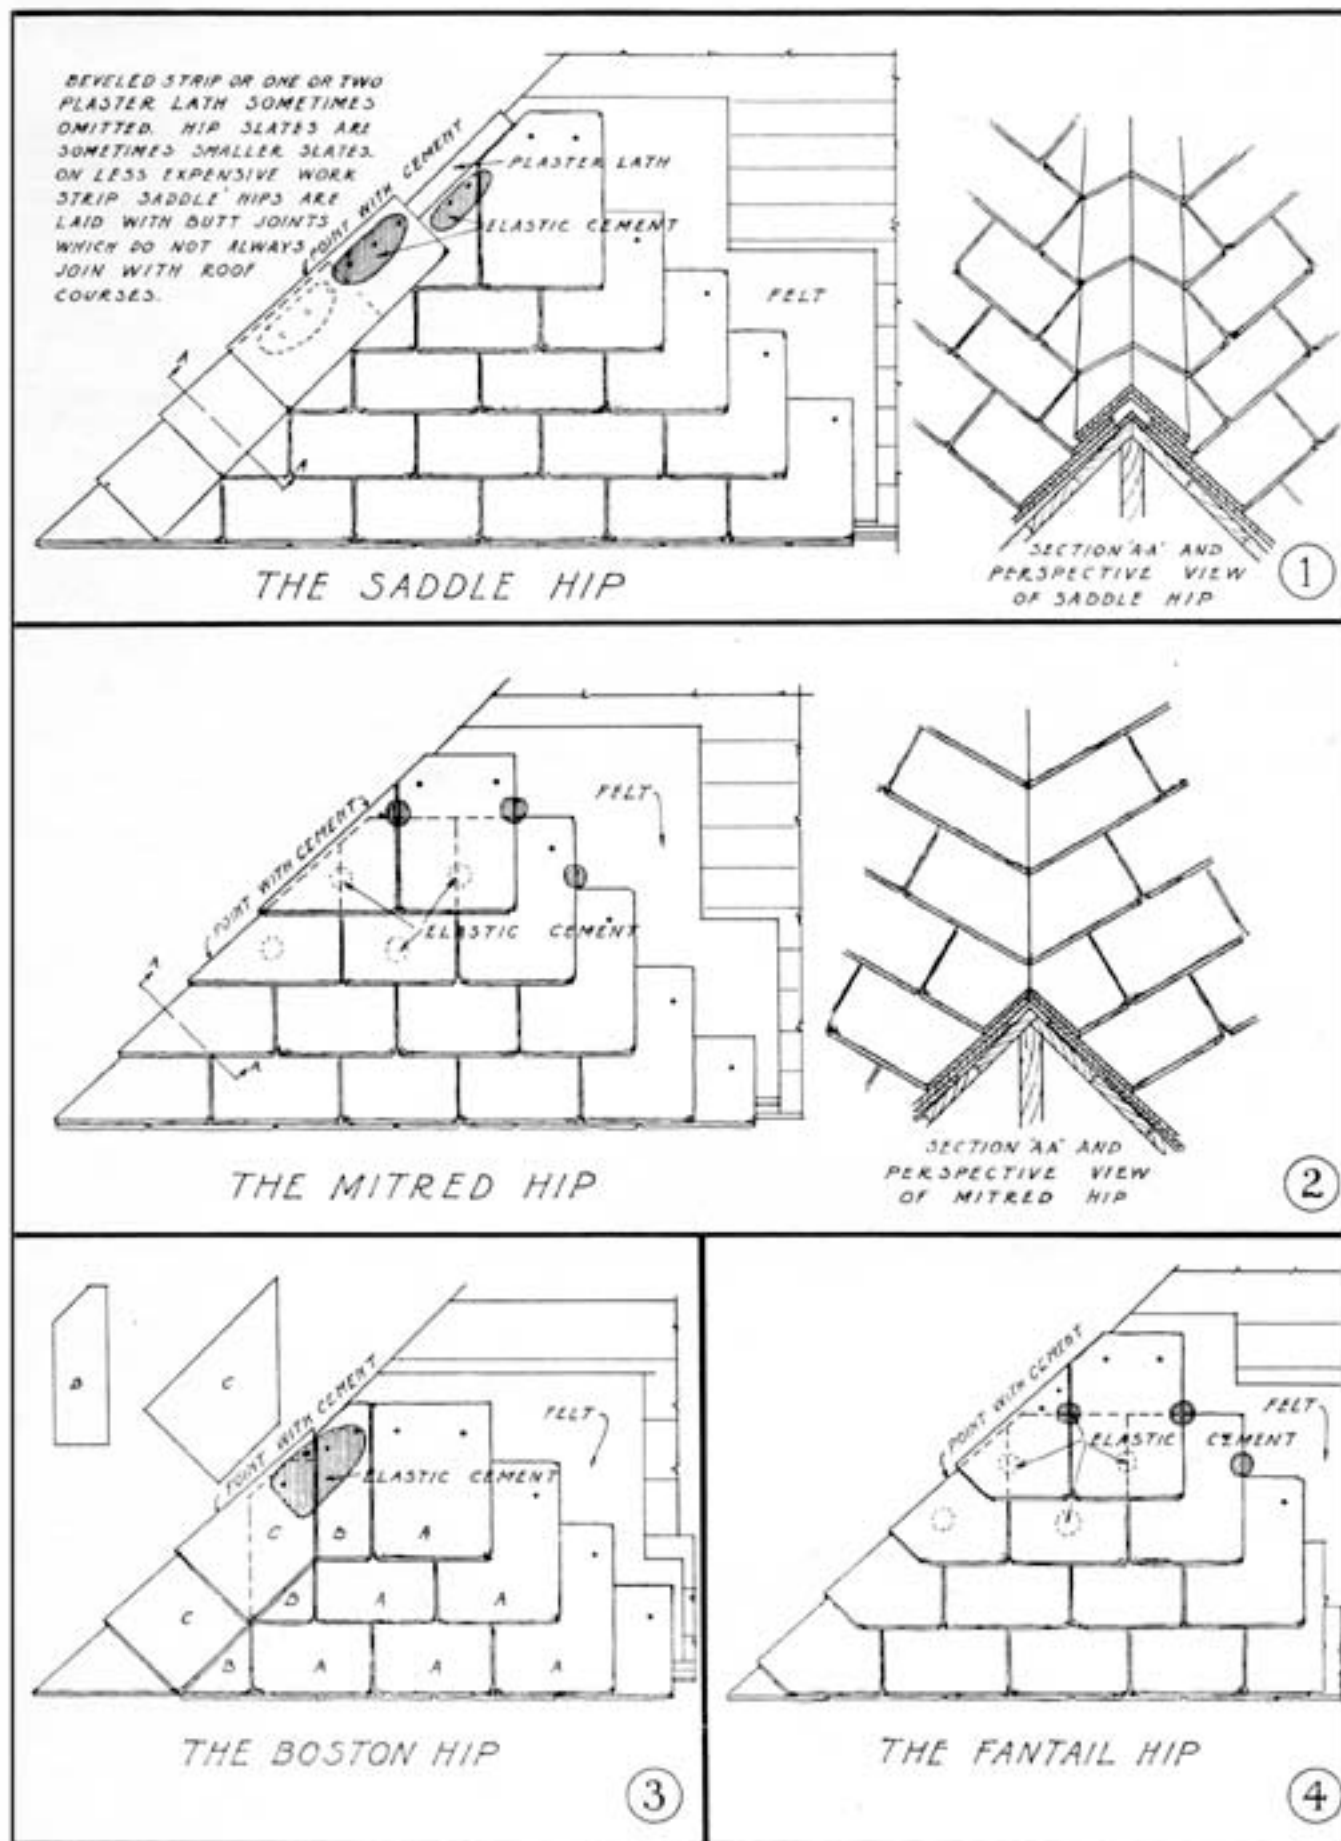 BEVELED STRIP OR ONE OR TWO
PLASTER LATH SOMETIMES
OMITTED. HIP SLATES ARE
SOMETIMES SMALLER SLATES.
ON LESS EXPENSIVE WORK
STRIP SADDLE HIPS ARE
LAID WITH BUTT JOINTS
WHICH DO NOT ALWAYS
JOIN WITH ROOF
COURSES.
POINT WITH CEMENT
PLASTER LATH
ELASTIC CEMENT
FELT
A
A
THE SADDLE HIP
SECTION "AA" AND
PERSPECTIVE VIEW
OF SADDLE HIP
1
POINT WITH CEMENT
FELT
ELASTIC CEMENT
A
A
THE MITRED HIP
SECTION "AA" AND
PERSPECTIVE VIEW
OF MITRED HIP
2
B
C
POINT WITH CEMENT
FELT
ELASTIC CEMENT
C B A
C B A A
B A A A
THE BOSTON HIP
3
POINT WITH CEMENT
FELT
ELASTIC CEMENT
THE FANTAIL HIP
4